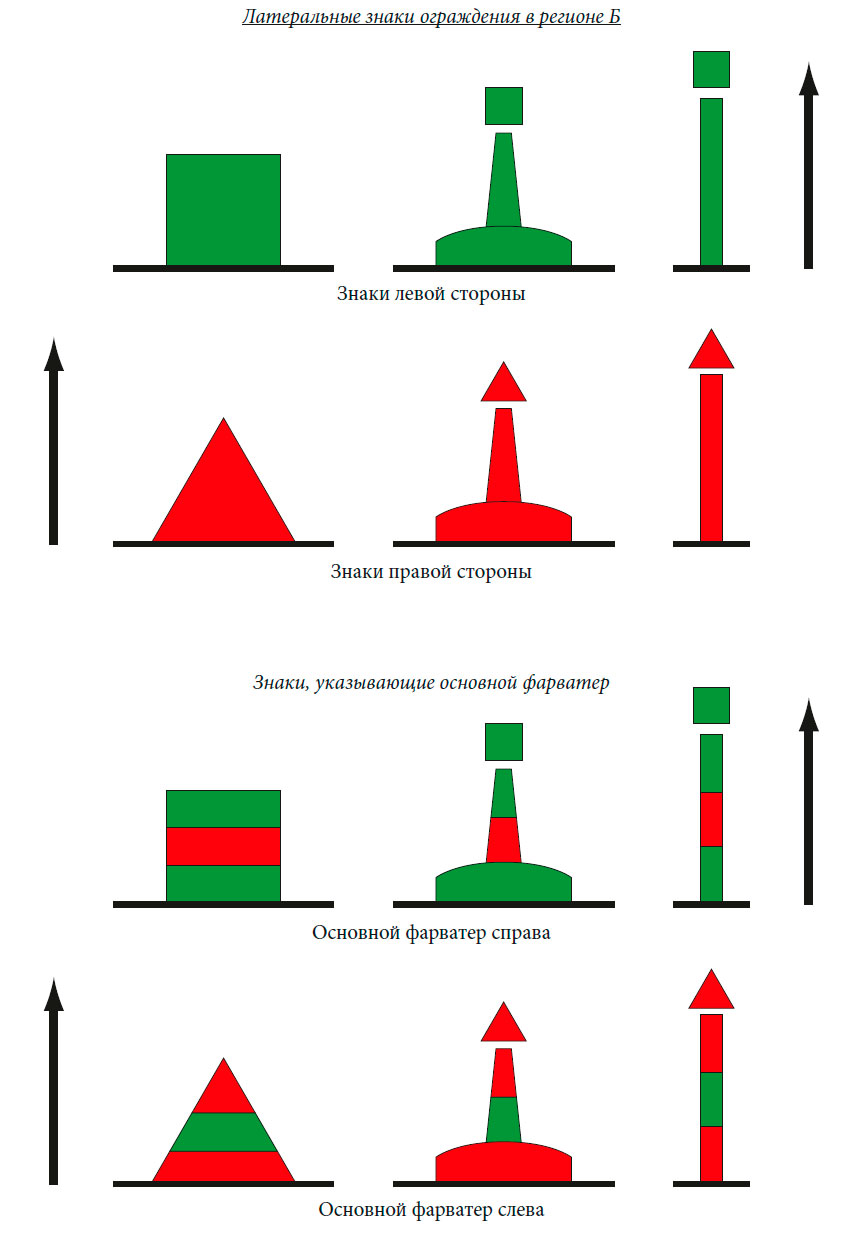 Латеральные знаки ограждения в регионе Б
Знаки левой стороны
Знаки правой стороны
Знаки, указывающие основной фарватер
Основной фарватер справа
Основной фарватер слева